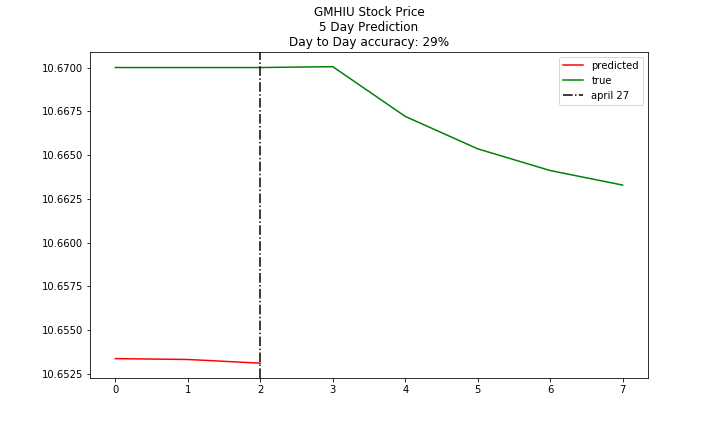 GMHIU Stock Price
5 Day Prediction
Day to Day accuracy: 29%
predicted
true
april 27
10.6700
10.6675
10.6650
10.6625
10.6600
10.6575
10.6550
10.6525
0 1 2 3 4 5 6 7